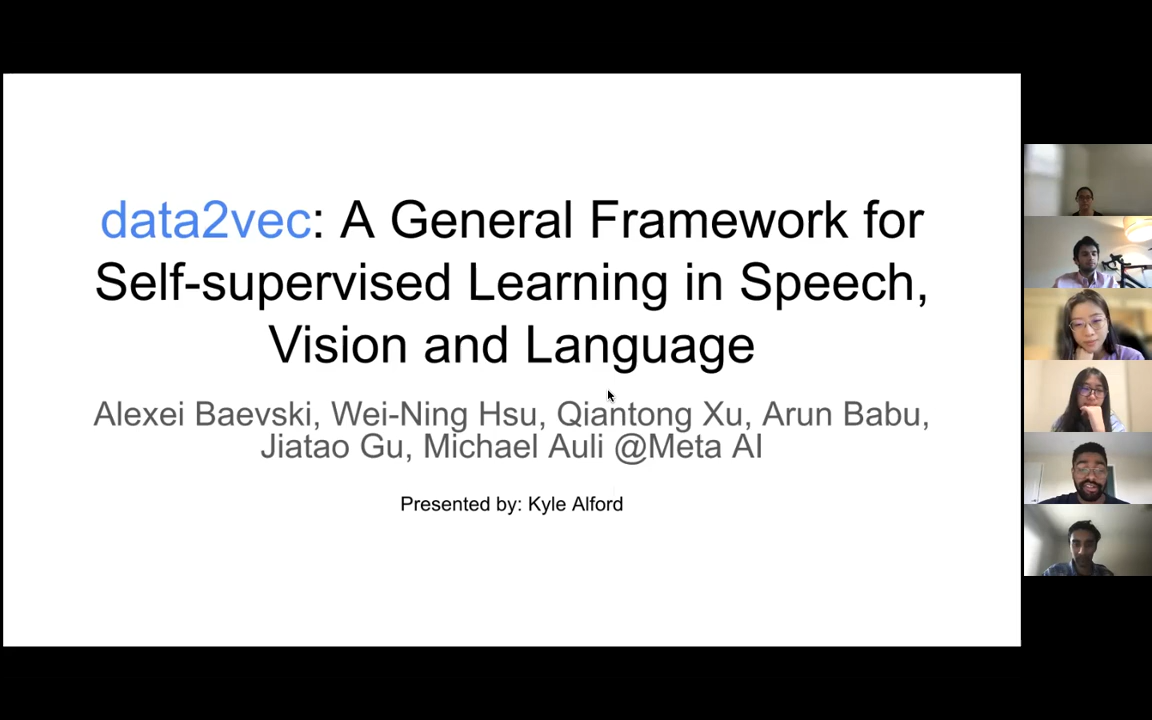 data2vec: A General Framework for
Self-supervised Learning in Speech,
Vision and Language
Alexei Baevski, Wei-Ning Hsu, Qiantong Xu, Arun Babu,
Jiatao Gu, Michael Auli @Meta AI
Presented by: Kyle Alford